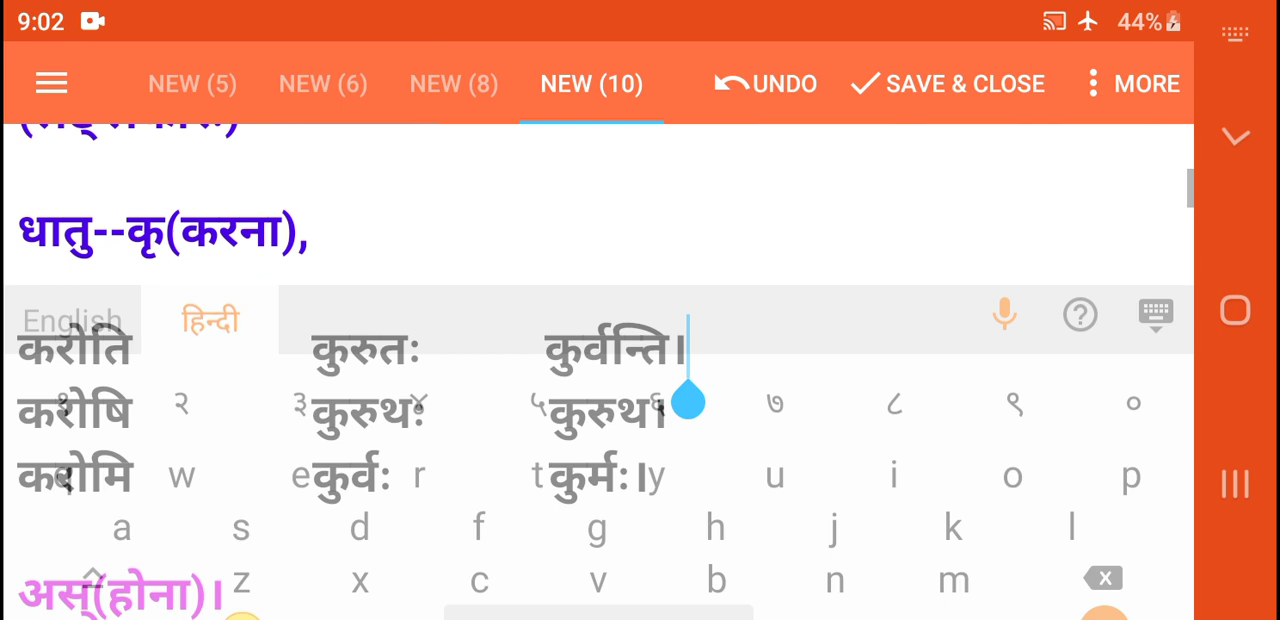 9:02 44%
NEW (5) NEW (6) NEW (8) NEW (10) UNDO SAVE & CLOSE MORE
धातु--कृ(करना),
English हिन्दी
करोति कुरुतः कुर्वन्ति।
१ २ ३ ४ ५ ६ ७ ८ ९ ०
करोषि कुरुथः कुरुथ।
करोमि कुर्वः कुर्मः।
q w e r t y u i o p
a s d f g h j k l
अस्(होना)।
z x c v b n m